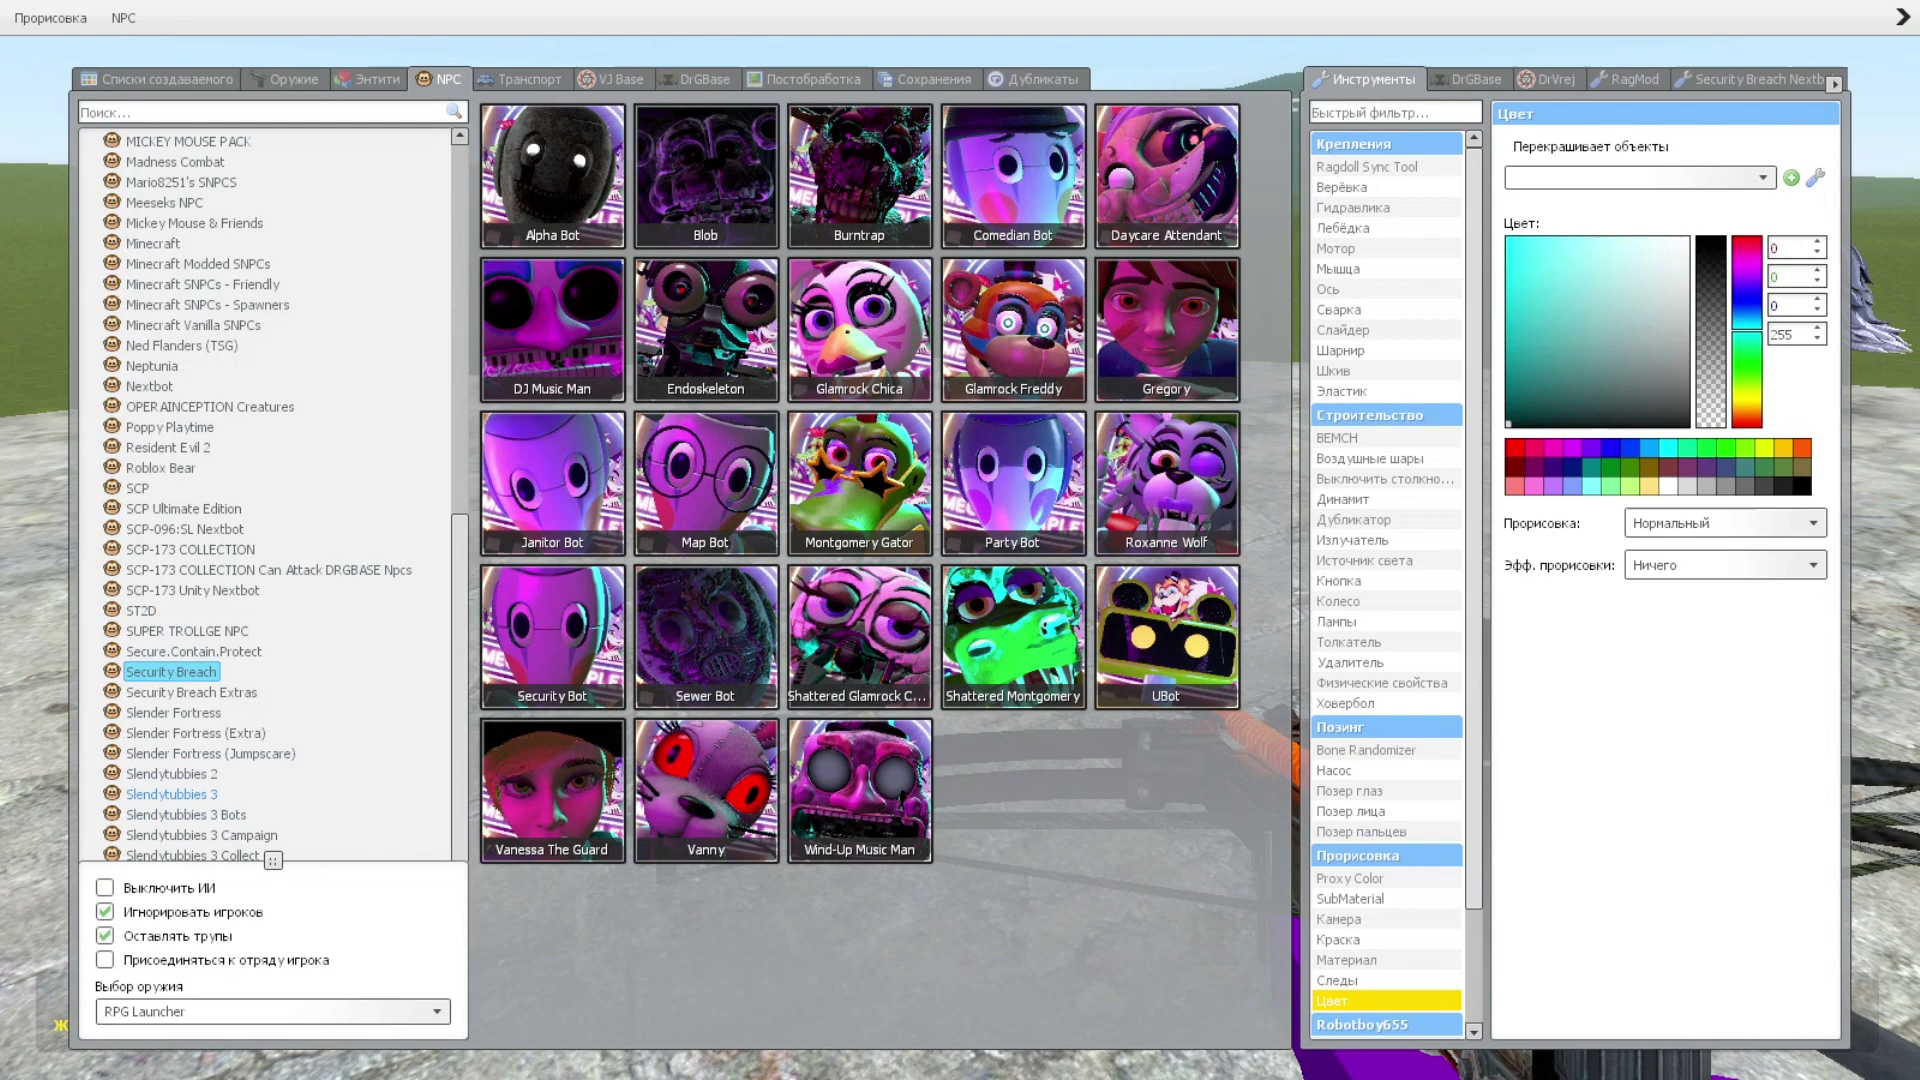 Прорисовка NPC
Списки создаваемого Оружие Энтити NPC Транспорт VJ Base DrGBase Постобработка Сохранения Дубликаты
Инструменты DrGBase DrVrej RagMod Security Breach Nextb
Поиск...
MICKEY MOUSE PACK
Madness Combat
Mario8251's SNPCS
Meeseks NPC
Mickey Mouse & Friends
Minecraft
Minecraft Modded SNPCs
Minecraft SNPCs - Friendly
Minecraft SNPCs - Spawners
Minecraft Vanilla SNPCs
Ned Flanders (TSG)
Neptunia
Nextbot
OPERAINCEPTION Creatures
Poppy Playtime
Resident Evil 2
Roblox Bear
SCP
SCP Ultimate Edition
SCP-096:SL Nextbot
SCP-173 COLLECTION
SCP-173 COLLECTION Can Attack DRGBASE Npcs
SCP-173 Unity Nextbot
ST2D
SUPER TROLLGE NPC
Secure.Contain.Protect
Security Breach
Security Breach Extras
Slender Fortress
Slender Fortress (Extra)
Slender Fortress (Jumpscare)
Slendytubbies 2
Slendytubbies 3
Slendytubbies 3 Bots
Slendytubbies 3 Campaign
Slendytubbies 3 Collect
Выключить ИИ
Игнорировать игроков
Оставлять трупы
Присоединяться к отряду игрока
Выбор оружия
RPG Launcher
Ж
Alpha Bot Blob Burntrap Comedian Bot Daycare Attendant
DJ Music Man Endoskeleton Glamrock Chica Glamrock Freddy Gregory
Janitor Bot Map Bot Montgomery Gator Party Bot Roxanne Wolf
Security Bot Sewer Bot Shattered Glamrock C... Shattered Montgomery UBot
Vanessa The Guard Vanny Wind-Up Music Man
Быстрый фильтр...
Крепления
Ragdoll Sync Tool
Верёвка
Гидравлика
Лебёдка
Мотор
Мышца
Ось
Сварка
Слайдер
Шарнир
Шкив
Эластик
Строительство
BEMCH
Воздушные шары
Выключить столкно...
Динамит
Дубликатор
Излучатель
Источник света
Кнопка
Колесо
Лампы
Толкатель
Удалитель
Физические свойства
Ховербол
Позинг
Bone Randomizer
Насос
Позер глаз
Позер лица
Позер пальцев
Прорисовка
Proxy Color
SubMaterial
Камера
Краска
Материал
Следы
Цвет
Robotboy655
Цвет
Перекрашивает объекты
Цвет:
0
0
0
255
Прорисовка: Нормальный
Эфф. прорисовки: Ничего